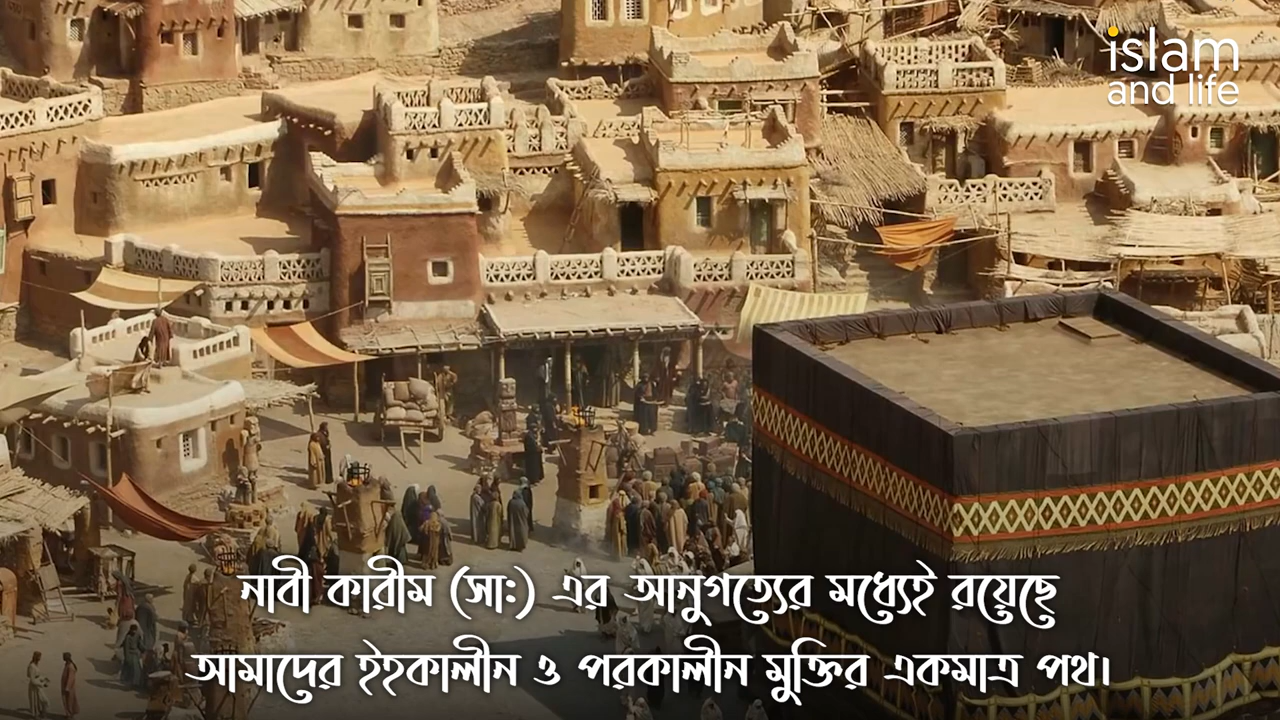 islam
and life
নাবী কারীম (সাঃ) এর আনুগত্যের মধ্যেই রয়েছে
আমাদের ইহকালীন ও পরকালীন মুক্তির একমাত্র পথ।